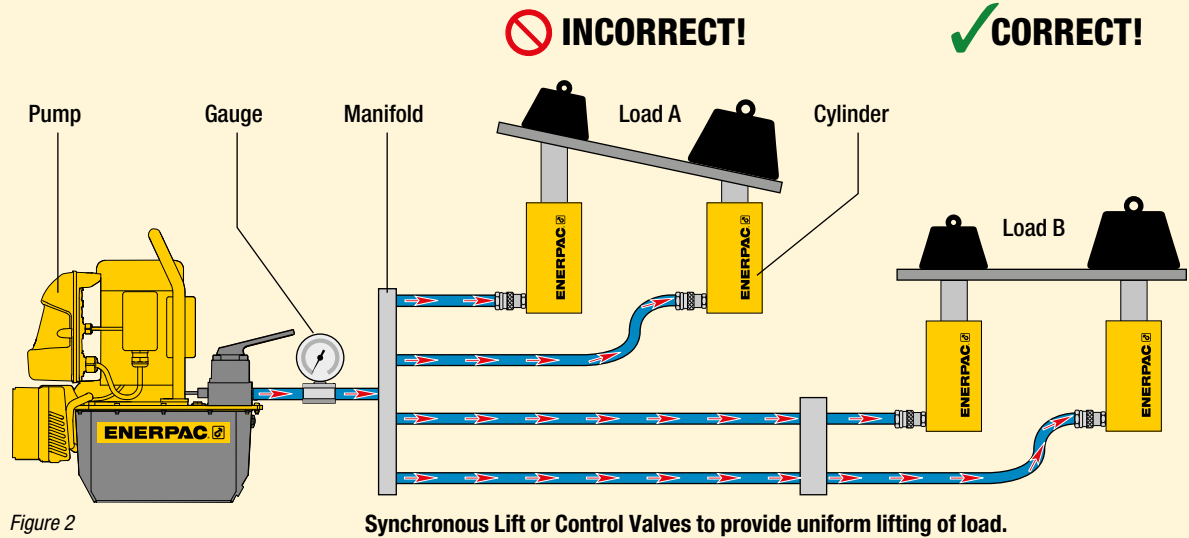 INCORRECT!
CORRECT!
Pump
Gauge
Manifold
Load A
Cylinder
Load B
ENERPAC
ENERPAC
ENERPAC
ENERPAC
ENERPAC
Figure 2
Synchronous Lift or Control Valves to provide uniform lifting of load.